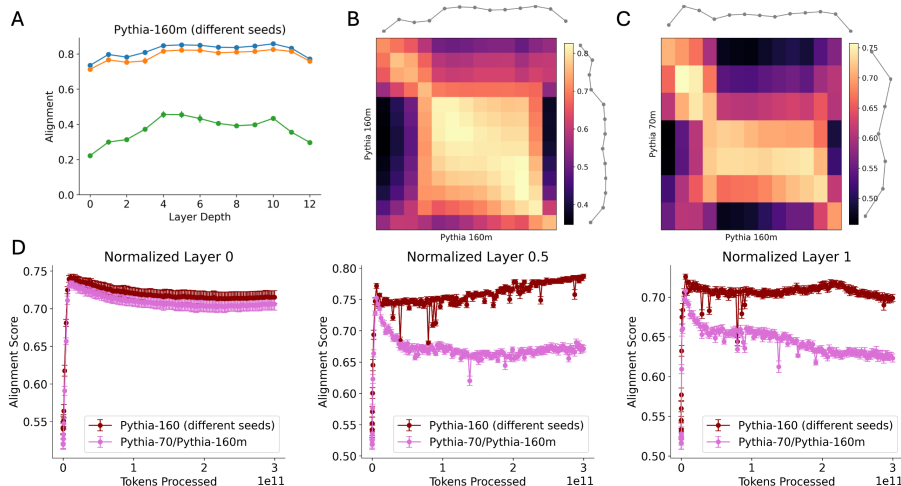 A
Pythia-160m (different seeds)
Alignment
0.8
0.6
0.4
0.2
0.0
0 2 4 6 8 10 12
Layer Depth
B
Pythia 160m
Pythia 160m
0.8
0.7
0.6
0.5
0.4
C
Pythia 70m
Pythia 160m
0.75
0.70
0.65
0.60
0.55
0.50
D
Normalized Layer 0
Alignment Score
0.75
0.70
0.65
0.60
0.55
Pythia-160 (different seeds)
Pythia-70/Pythia-160m
0 1 2 3
Tokens Processed
1e11
Normalized Layer 0.5
Alignment Score
0.80
0.75
0.70
0.65
0.60
0.55
0.50
Pythia-160 (different seeds)
Pythia-70/Pythia-160m
0 1 2 3
Tokens Processed
1e11
Normalized Layer 1
Alignment Score
0.70
0.65
0.60
0.55
0.50
Pythia-160 (different seeds)
Pythia-70/Pythia-160m
0 1 2 3
Tokens Processed
1e11